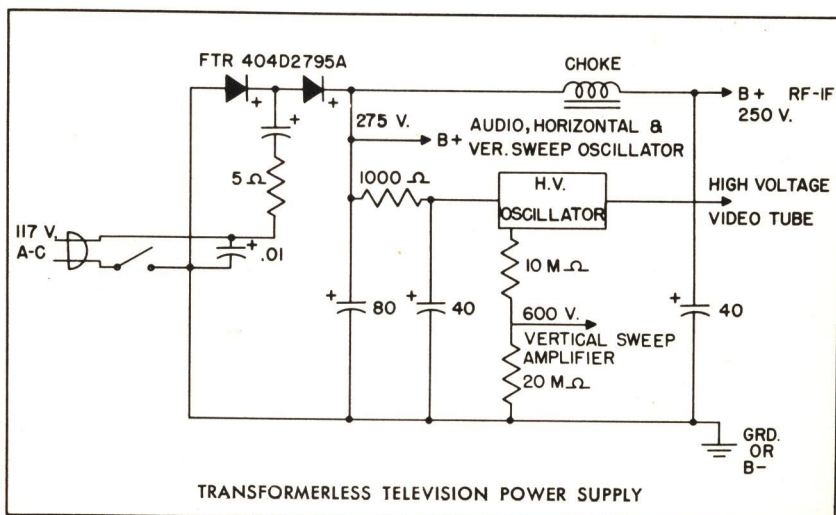 FTR 404D2795A
CHOKE
B+ RF-IF
250 V.
275 V.
B+
AUDIO, HORIZONTAL &
VER. SWEEP OSCILLATOR
5 Ω
1000 Ω
H.V.
OSCILLATOR
HIGH VOLTAGE
VIDEO TUBE
117 V.
A-C
.01
10 M Ω
80
40
600 V.
VERTICAL SWEEP
AMPLIFIER
40
20 M Ω
GRD.
OR
B-
TRANSFORMERLESS TELEVISION POWER SUPPLY